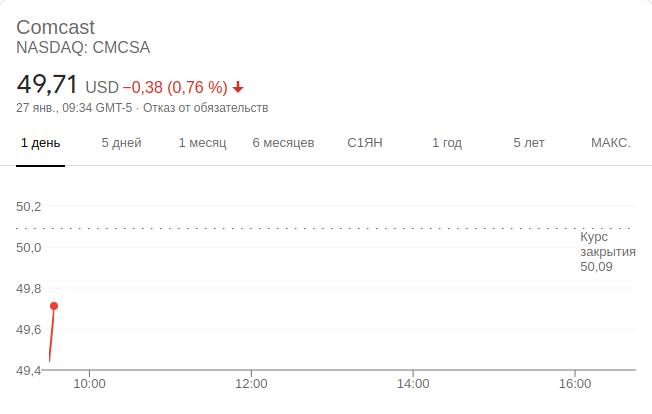 Comcast
NASDAQ: CMCSA
49,71 USD −0,38 (0,76 %)
27 янв., 09:34 GMT-5 · Отказ от обязательств
1 день 5 дней 1 месяц 6 месяцев С1ЯН 1 год 5 лет МАКС.
50,2
Курс
закрытия
50,09
50,0
49,8
49,6
49,4
10:00 12:00 14:00 16:00